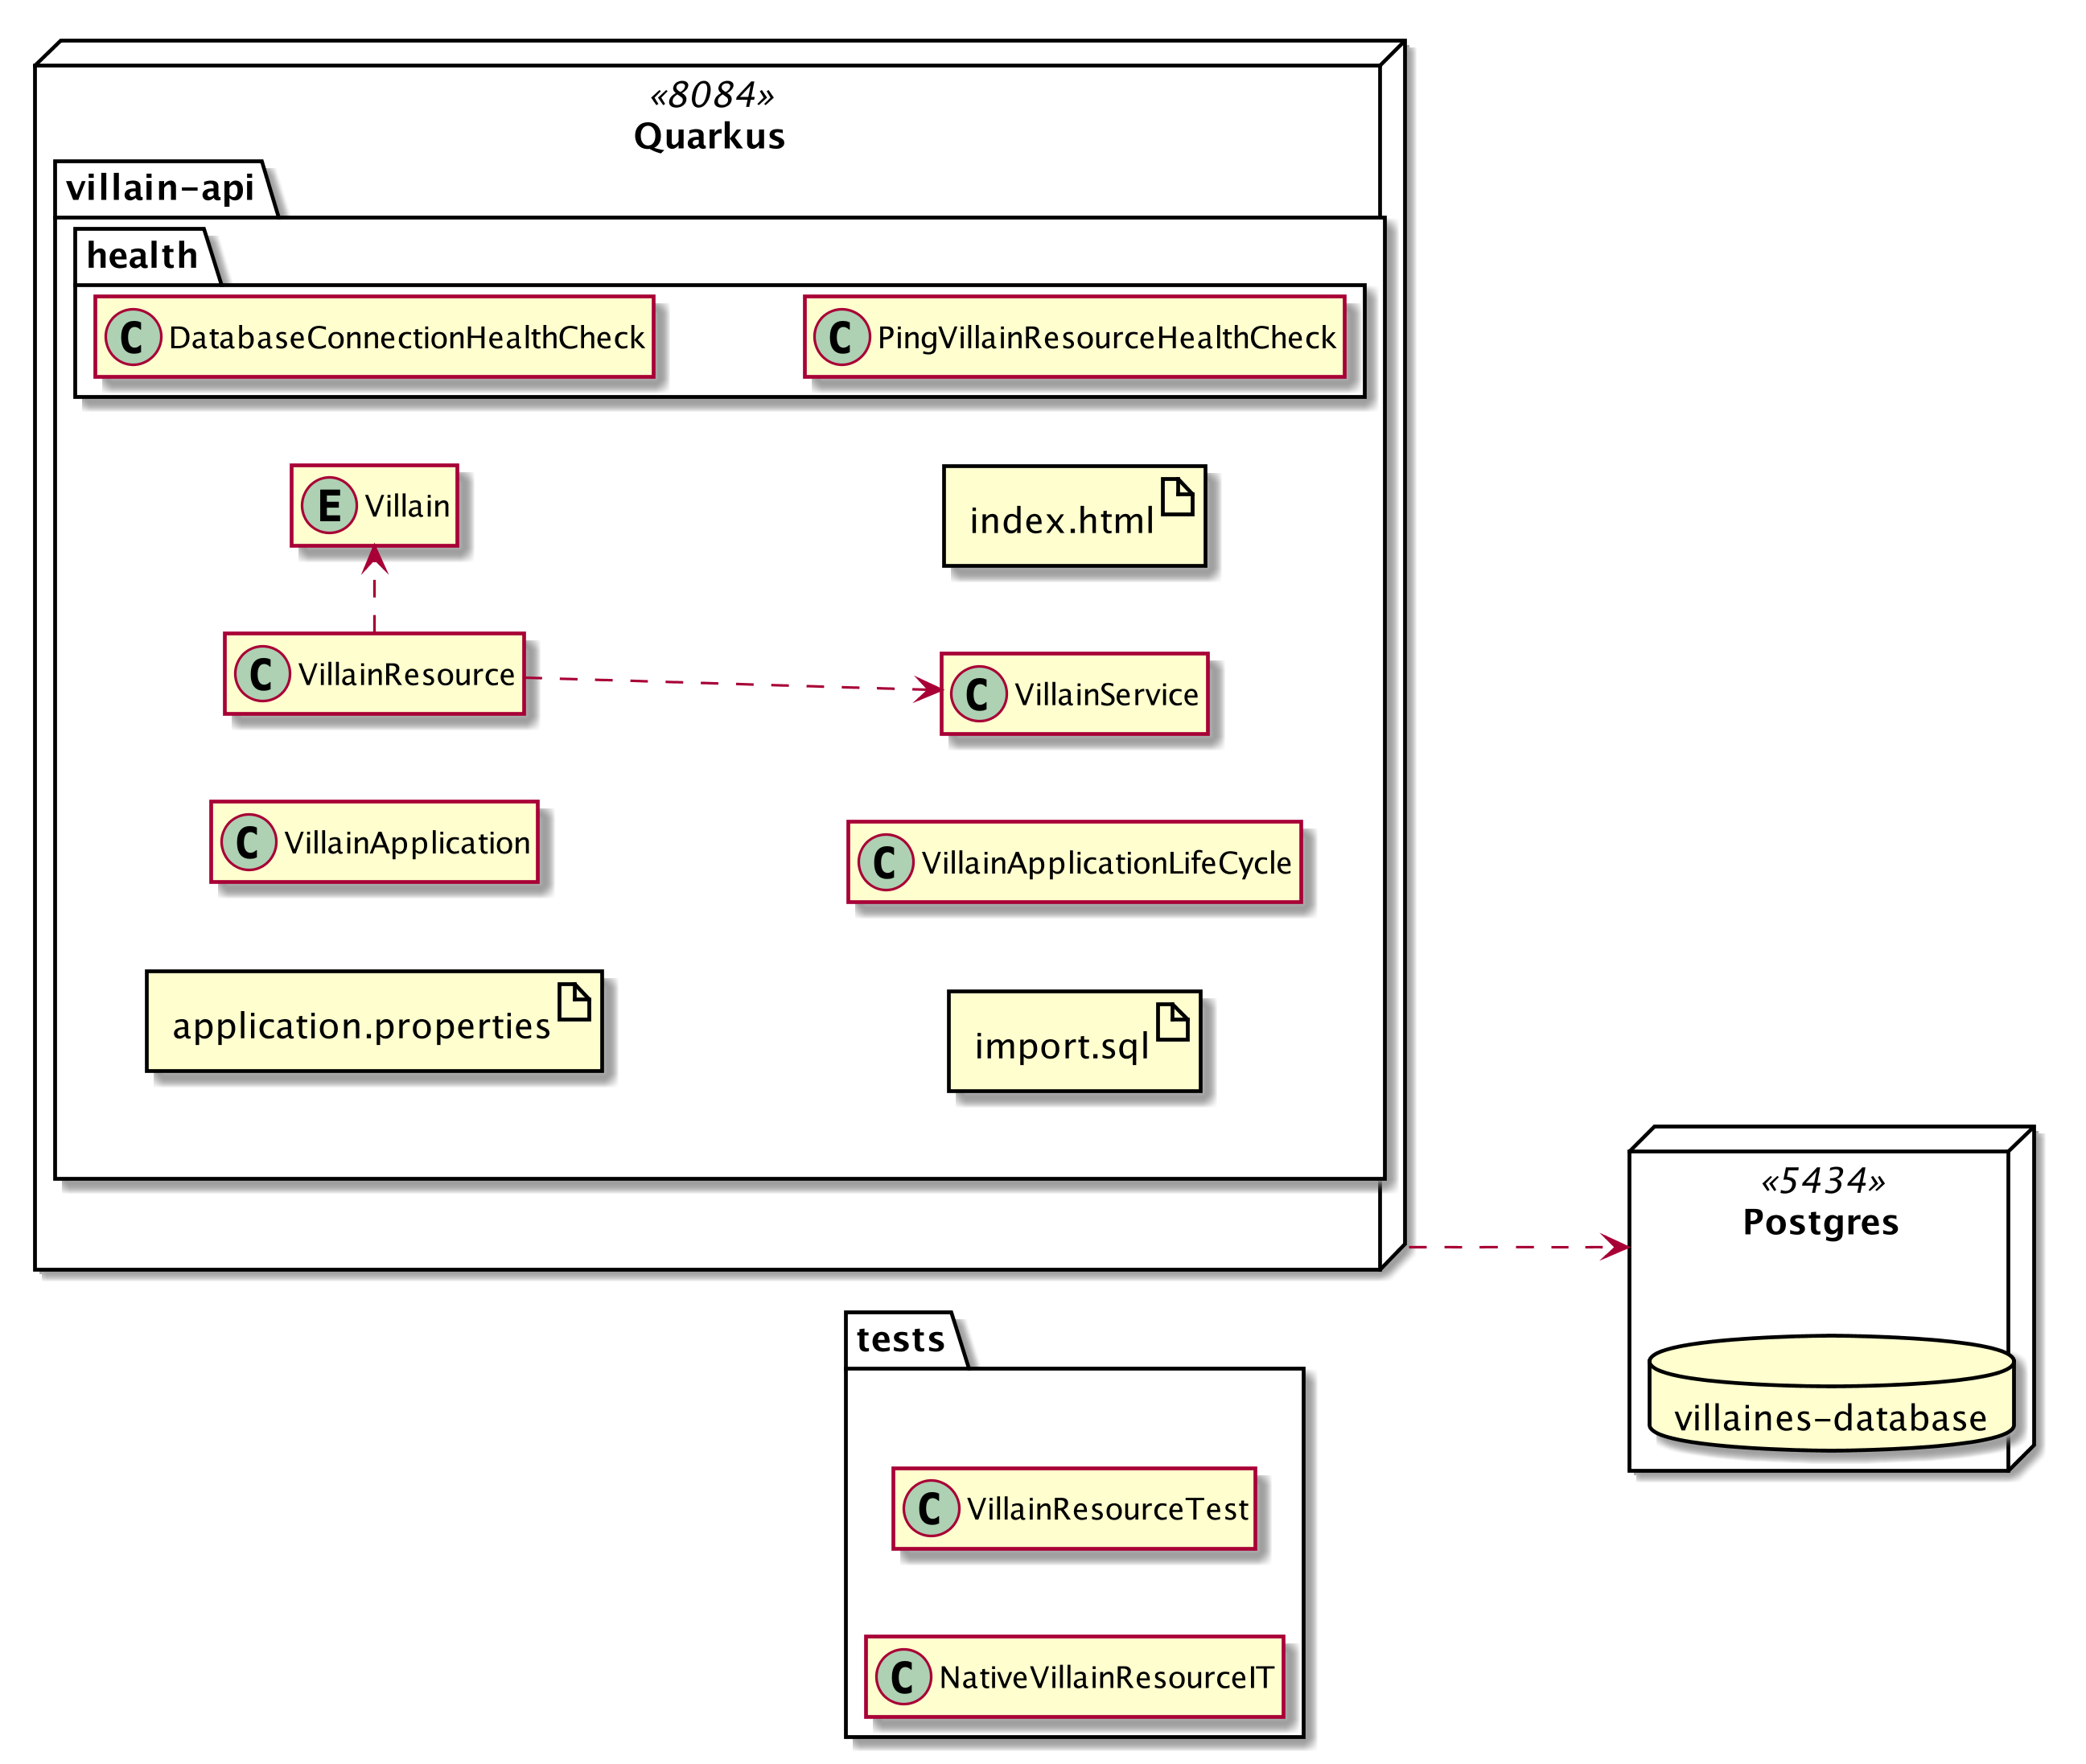 «8084»
Quarkus
villain-api
health
C DatabaseConnectionHealthCheck
C PingVillainResourceHealthCheck
E Villain
index.html
C VillainResource
C VillainService
C VillainApplication
C VillainApplicationLifeCycle
application.properties
import.sql
«5434»
Postgres
villaines-database
tests
C VillainResourceTest
C NativeVillainResourceIT